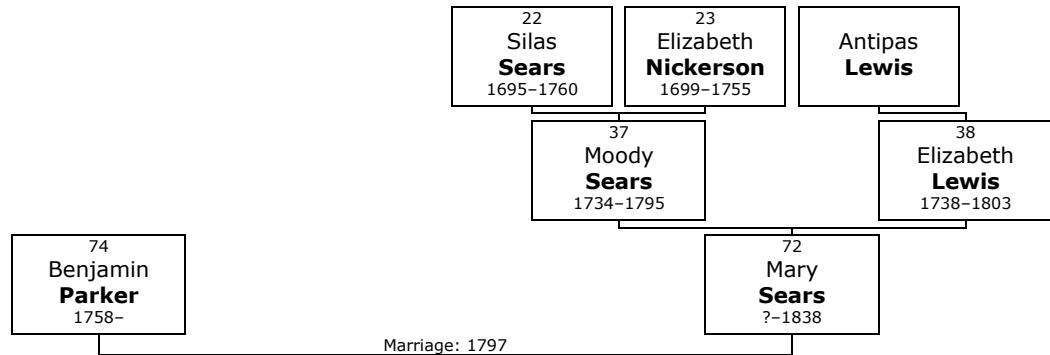 22
Silas
Sears
1695–1760
23
Elizabeth
Nickerson
1699–1755
Antipas
Lewis
37
Moody
Sears
1734–1795
38
Elizabeth
Lewis
1738–1803
74
Benjamin
Parker
1758–
72
Mary
Sears
?–1838
Marriage: 1797